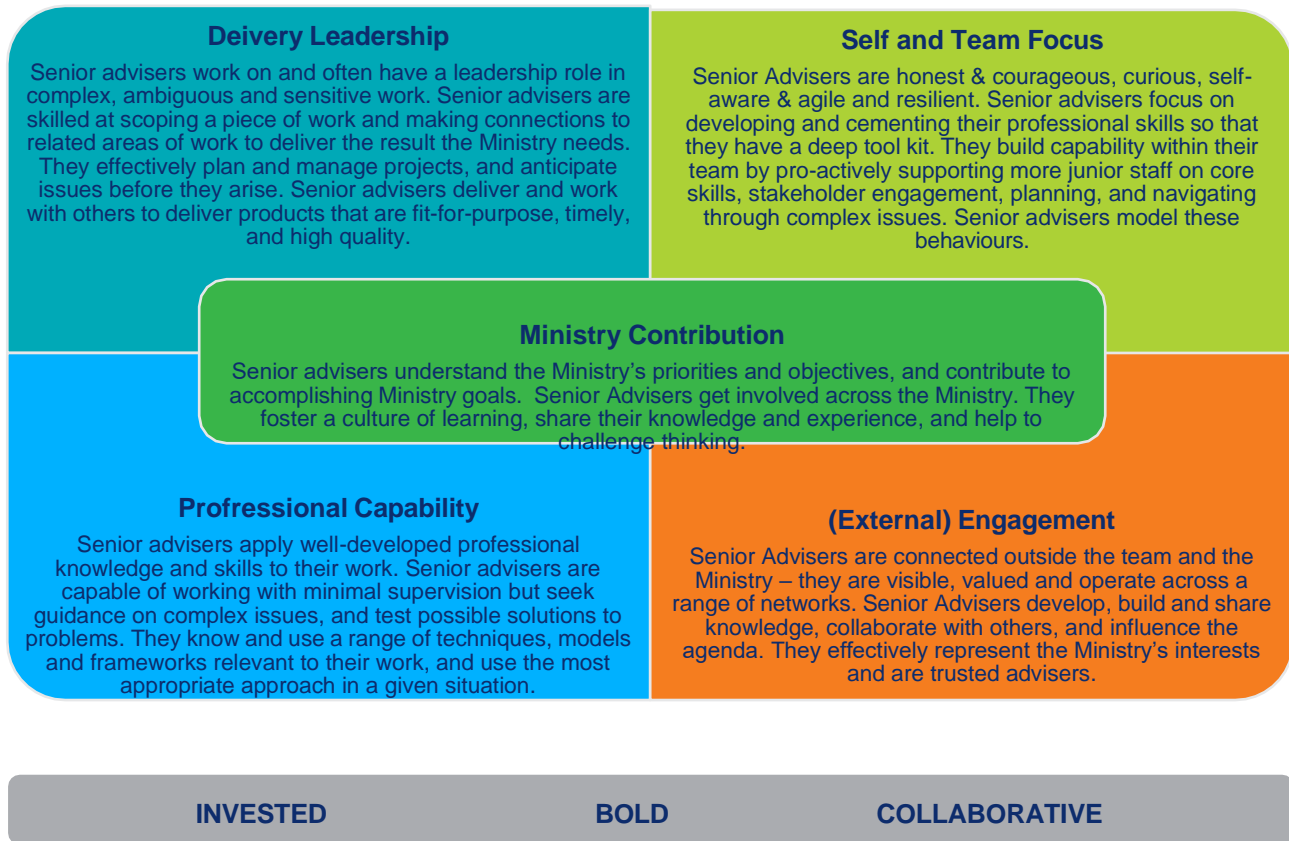 Deivery Leadership
Senior advisers work on and often have a leadership role in
complex, ambiguous and sensitive work. Senior advisers are
skilled at scoping a piece of work and making connections to
related areas of work to deliver the result the Ministry needs.
They effectively plan and manage projects, and anticipate
issues before they arise. Senior advisers deliver and work
with others to deliver products that are fit-for-purpose, timely,
and high quality.
Self and Team Focus
Senior Advisers are honest & courageous, curious, self-
aware & agile and resilient. Senior advisers focus on
developing and cementing their professional skills so that
they have a deep tool kit. They build capability within their
team by pro-actively supporting more junior staff on core
skills, stakeholder engagement, planning, and navigating
through complex issues. Senior advisers model these
behaviours.
Ministry Contribution
Senior advisers understand the Ministry’s priorities and objectives, and contribute to
accomplishing Ministry goals.  Senior Advisers get involved across the Ministry. They
foster a culture of learning, share their knowledge and experience, and help to
challenge thinking.
Profressional Capability
Senior advisers apply well-developed professional
knowledge and skills to their work. Senior advisers are
capable of working with minimal supervision but seek
guidance on complex issues, and test possible solutions to
problems. They know and use a range of techniques, models
and frameworks relevant to their work, and use the most
appropriate approach in a given situation.
(External) Engagement
Senior Advisers are connected outside the team and the
Ministry – they are visible, valued and operate across a
range of networks. Senior Advisers develop, build and share
knowledge, collaborate with others, and influence the
agenda. They effectively represent the Ministry’s interests
and are trusted advisers.
INVESTED BOLD COLLABORATIVE